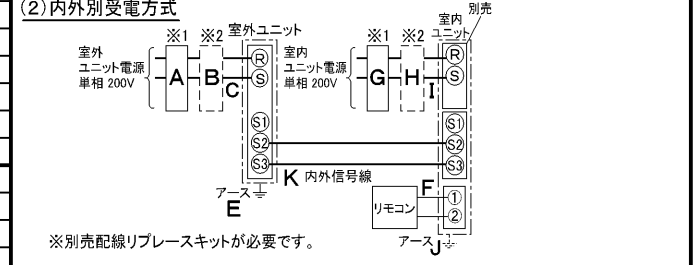 (2)内外別受電方式
別売
室外ユニット
室内
ユニット
※1 ※2
※1 ※2
室外
ユニット電源
単相 200V
A B C
R
S
室内
ユニット電源
単相 200V
G H I
R
S
S1
S2
S3
S1
S2
S3
K 内外信号線
アース
E
リモコン
F
①
②
アース J
※別売配線リプレースキットが必要です。